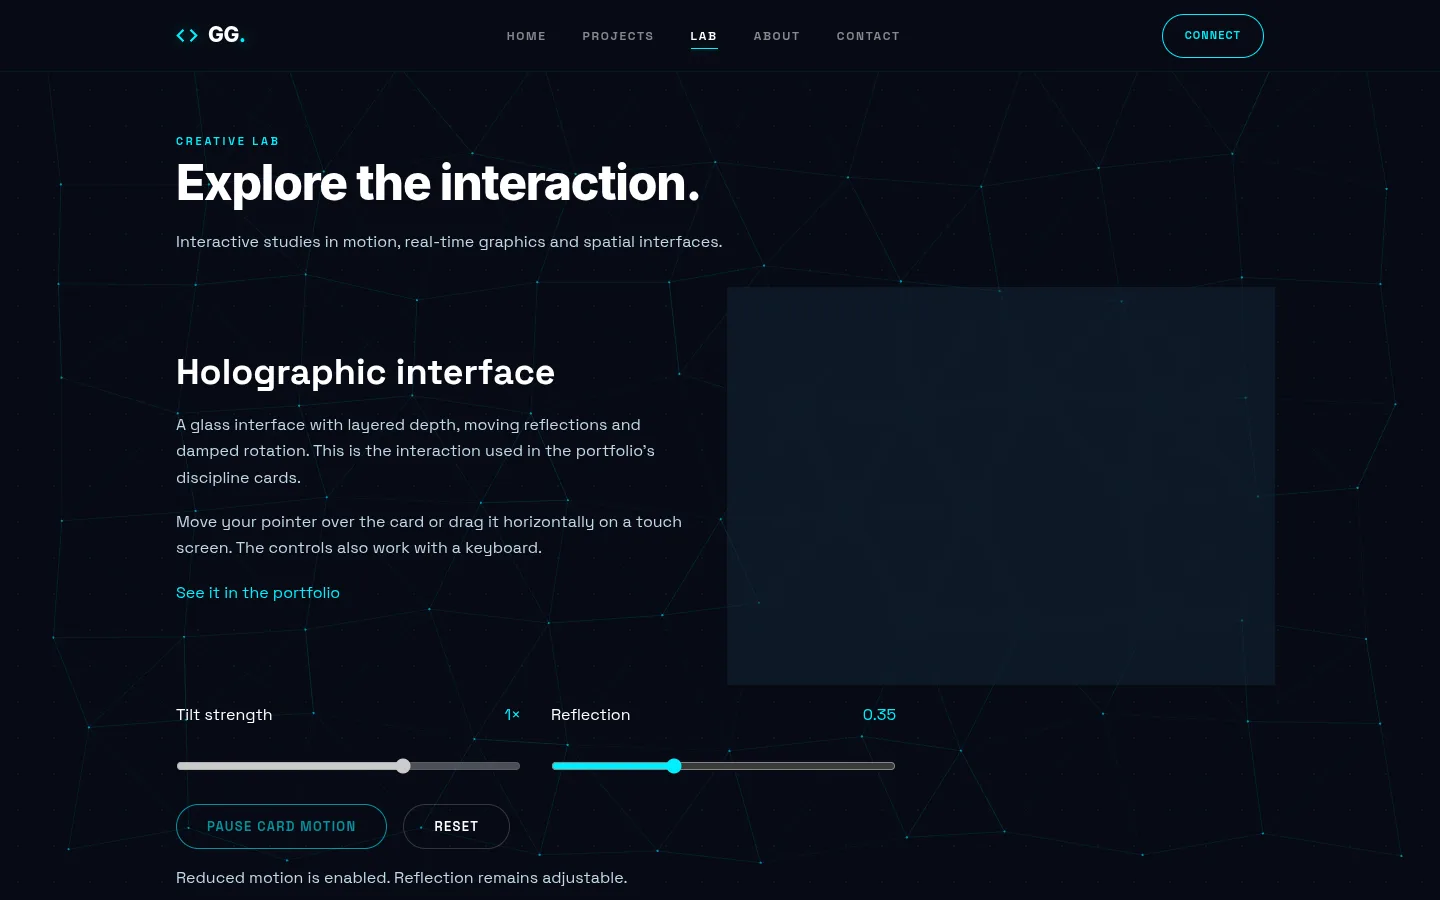 GG.
HOME
PROJECTS
LAB
ABOUT
CONTACT
CONNECT
CREATIVE LAB
Explore the interaction.
Interactive studies in motion, real-time graphics and spatial interfaces.
Holographic interface
A glass interface with layered depth, moving reflections and
damped rotation. This is the interaction used in the portfolio's
discipline cards.
Move your pointer over the card or drag it horizontally on a touch
screen. The controls also work with a keyboard.
See it in the portfolio
Tilt strength
1×
Reflection
0.35
PAUSE CARD MOTION
RESET
Reduced motion is enabled. Reflection remains adjustable.